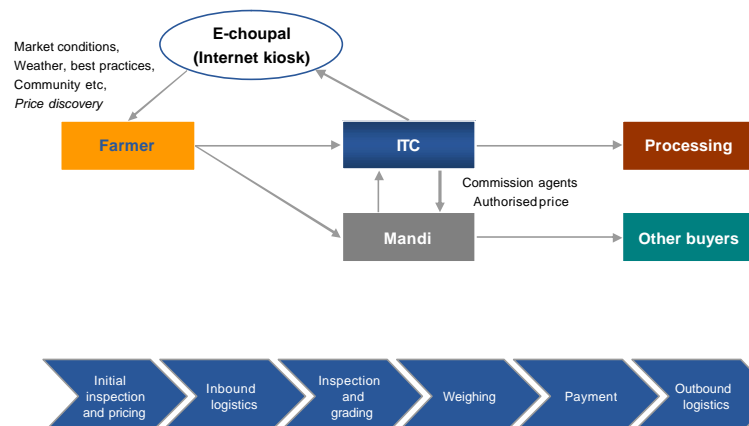 E-choupal
(Internet kiosk)
Market conditions,
Weather, best practices,
Community etc,
Price discovery
Farmer
ITC
Processing
Commission agents
Authorised price
Mandi
Other buyers
Initial
inspection
and pricing
Inbound
logistics
Inspection
and
grading
Weighing
Payment
Outbound
logistics